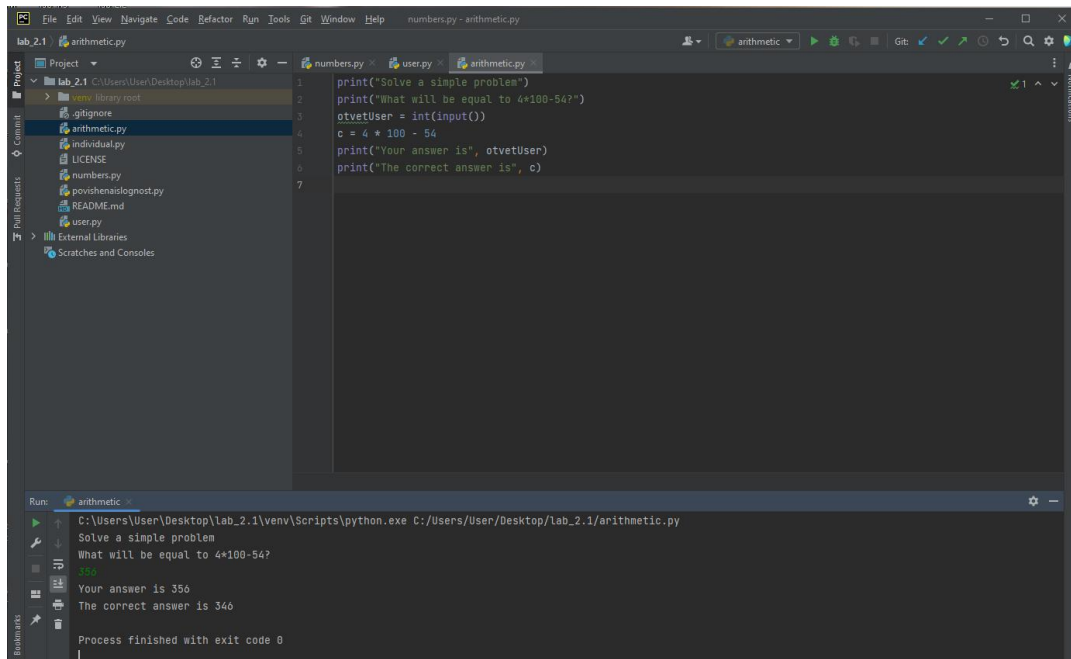 PC File Edit View Navigate Code Refactor Run Tools Git Window Help numbers.py - arithmetic.py
lab_2.1 arithmetic.py arithmetic Git:
Project
Commit
Pull Requests
Bookmarks
Notifications
Project
lab_2.1 C:\Users\User\Desktop\lab_2.1
venv library root
.gitignore
arithmetic.py
individual.py
LICENSE
numbers.py
povishenaislognost.py
README.md
user.py
External Libraries
Scratches and Consoles
numbers.py user.py arithmetic.py
1 print("Solve a simple problem")
2 print("What will be equal to 4*100-54?")
3 otvetUser = int(input())
4 c = 4 * 100 - 54
5 print("Your answer is", otvetUser)
6 print("The correct answer is", c)
7
1
Run: arithmetic
C:\Users\User\Desktop\lab_2.1\venv\Scripts\python.exe C:/Users/User/Desktop/lab_2.1/arithmetic.py
Solve a simple problem
What will be equal to 4*100-54?
356
Your answer is 356
The correct answer is 346
Process finished with exit code 0